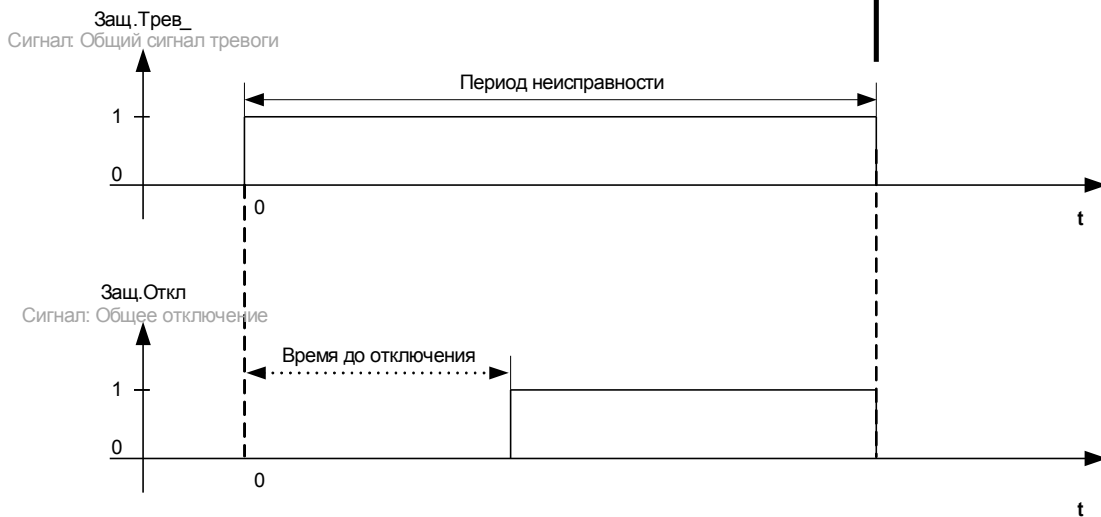 Защ.Трев_
Сигнал: Общий сигнал тревоги
Период неисправности
1
0
0
t
Защ.Откл
Сигнал: Общее отключение
Время до отключения
1
0
0
t